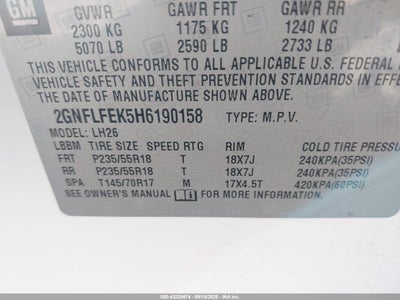 GM
GVWR GAWR FRT GAWR RR
2300 KG 1175 KG 1240 KG
5070 LB 2590 LB 2733 LB
THIS VEHICLE CONFORMS TO ALL APPLICABLE U.S. FEDERAL
VEHICLE SAFETY AND THEFT PREVENTION STANDARDS IN EFFEC
DATE OF MANUFACTURE SHOWN ABOVE.
2GNFLFEK5H6190158 TYPE: M.P.V.
MODEL: LH26
LBBM TIRE SIZE SPEED RTG RIM COLD TIRE PRESSU
FRT P235/55R18 T 18X7J 240KPA(35PSI)
RR P235/55R18 T 18X7J 240KPA(35PSI)
SPA T145/70R17 M 17X4.5T 420KPA(60PSI)
SEE OWNER'S MANUAL FOR ADDITIONAL INFORMATION